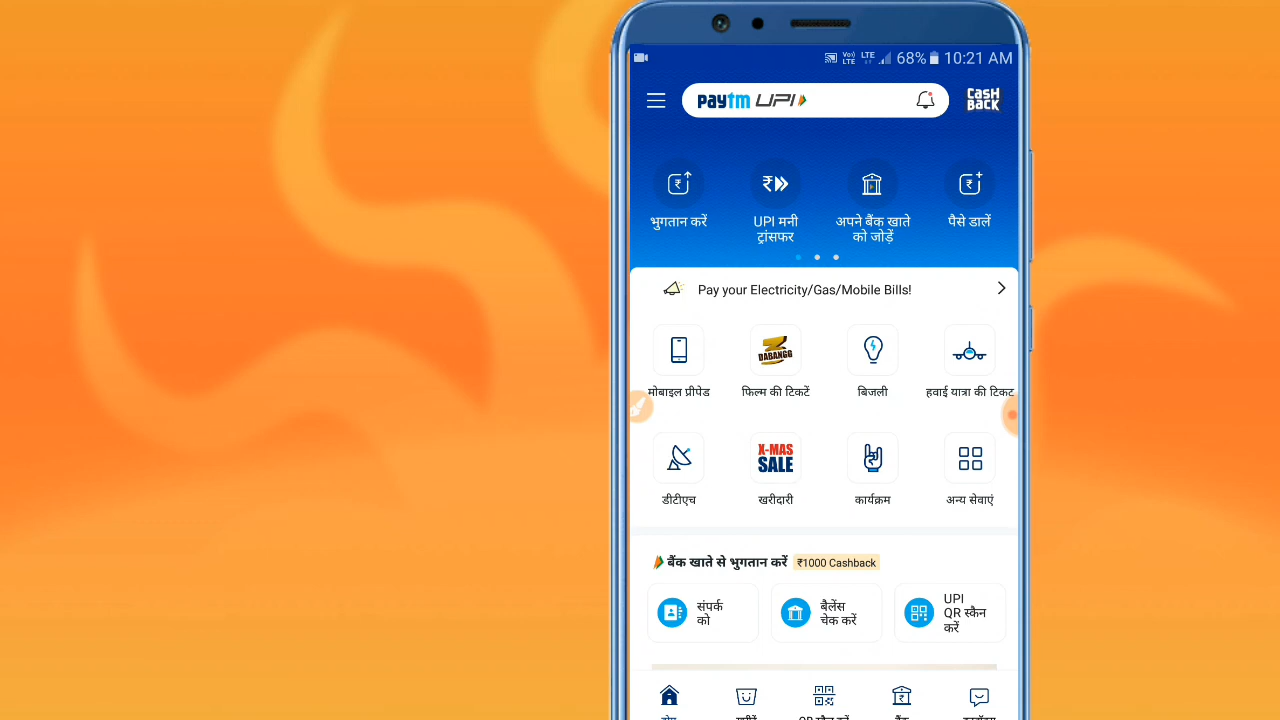 Vo)) LTE LTE 68% 10:21 AM
paytm UPI
CASH BACK
भुगतान करें
UPI मनी ट्रांसफर
अपने बैंक खाते को जोड़ें
पैसे डालें
Pay your Electricity/Gas/Mobile Bills!
मोबाइल प्रीपेड
DABANGG 3
फिल्म की टिकटें
बिजली
हवाई यात्रा की टिकट
डीटीएच
X-MAS SALE
खरीदारी
कार्यक्रम
अन्य सेवाएं
बैंक खाते से भुगतान करें ₹1000 Cashback
संपर्क को
बैलेंस चेक करें
UPI QR स्कैन करें